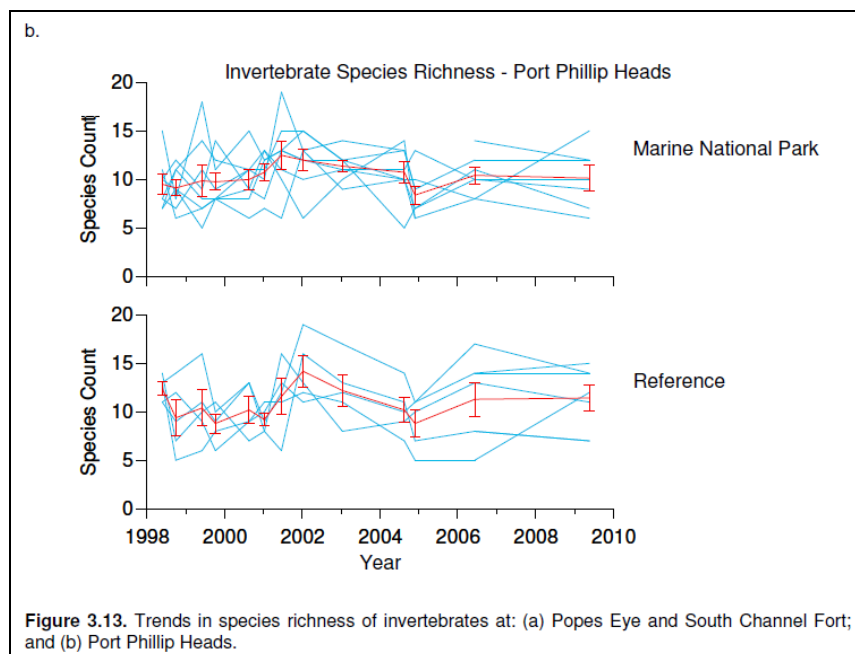 b.
Invertebrate Species Richness - Port Phillip Heads
20
15
10
5
0
Species Count
Marine National Park
20
15
10
5
0
Species Count
Reference
1998 2000 2002 2004 2006 2008 2010
Year
Figure 3.13. Trends in species richness of invertebrates at: (a) Popes Eye and South Channel Fort;
and (b) Port Phillip Heads.